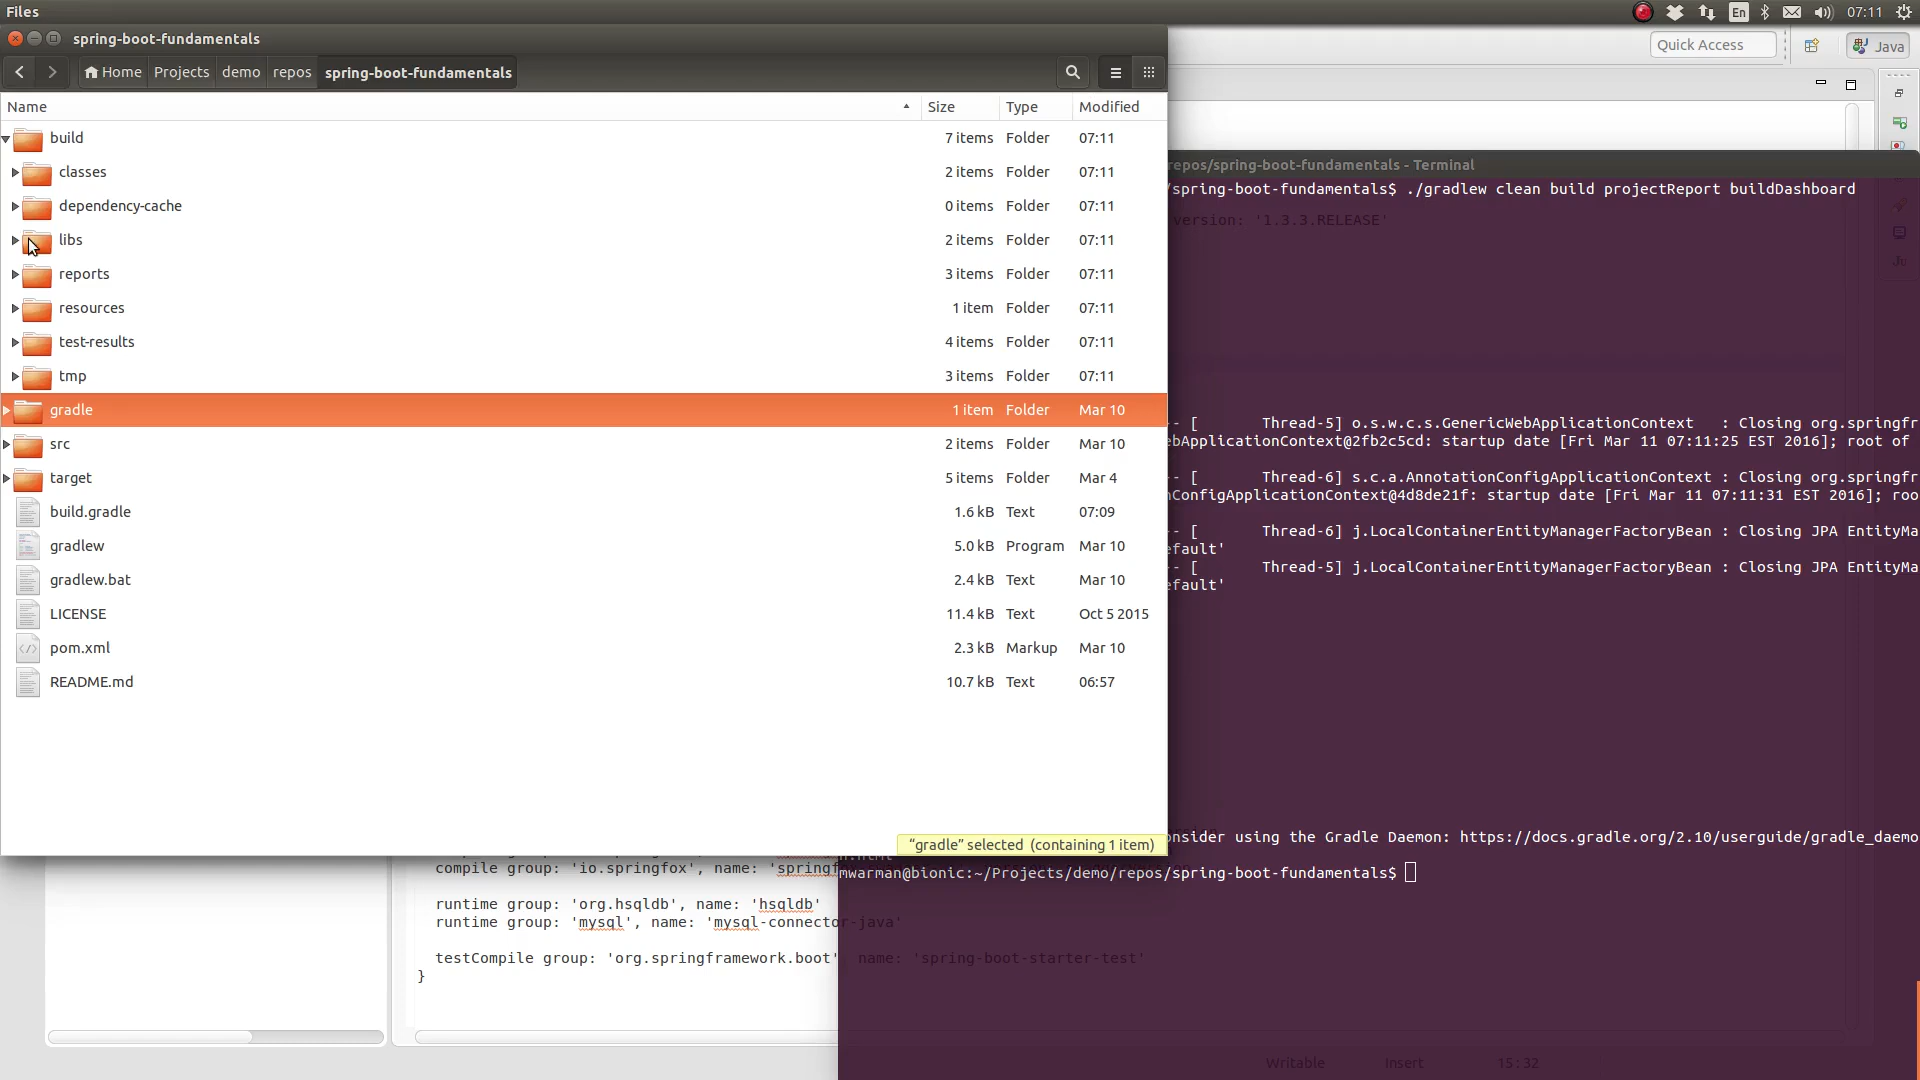 Files
En
07:11
spring-boot-fundamentals
Quick Access
Java
Home
Projects
demo
repos
spring-boot-fundamentals
Name
Size
Type
Modified
build 7 items Folder 07:11
classes 2 items Folder 07:11
dependency-cache 0 items Folder 07:11
libs 2 items Folder 07:11
reports 3 items Folder 07:11
resources 1 item Folder 07:11
test-results 4 items Folder 07:11
tmp 3 items Folder 07:11
gradle 1 item Folder Mar 10
src 2 items Folder Mar 10
target 5 items Folder Mar 4
build.gradle 1.6 kB Text 07:09
gradlew 5.0 kB Program Mar 10
gradlew.bat 2.4 kB Text Mar 10
LICENSE 11.4 kB Text Oct 5 2015
pom.xml 2.3 kB Markup Mar 10
README.md 10.7 kB Text 06:57
“gradle” selected (containing 1 item)
repos/spring-boot-fundamentals - Terminal
/spring-boot-fundamentals$ ./gradlew clean build projectReport buildDashboard
version: '1.3.3.RELEASE'
-- [ Thread-5] o.s.w.c.s.GenericWebApplicationContext : Closing org.springfr
ebApplicationContext@2fb2c5cd: startup date [Fri Mar 11 07:11:25 EST 2016]; root of
-- [ Thread-6] s.c.a.AnnotationConfigApplicationContext : Closing org.springfr
nConfigApplicationContext@4d8de21f: startup date [Fri Mar 11 07:11:31 EST 2016]; roo
-- [ Thread-6] j.LocalContainerEntityManagerFactoryBean : Closing JPA EntityMa
efault'
-- [ Thread-5] j.LocalContainerEntityManagerFactoryBean : Closing JPA EntityMa
efault'
onsider using the Gradle Daemon: https://docs.gradle.org/2.10/userguide/gradle_daemo
n.html
mwarman@bionic:~/Projects/demo/repos/spring-boot-fundamentals$
compile group: 'io.springfox', name: 'springf
runtime group: 'org.hsqldb', name: 'hsqldb'
runtime group: 'mysql', name: 'mysql-connector-java'
testCompile group: 'org.springframework.boot', name: 'spring-boot-starter-test'
}
Writable
Insert
15:32